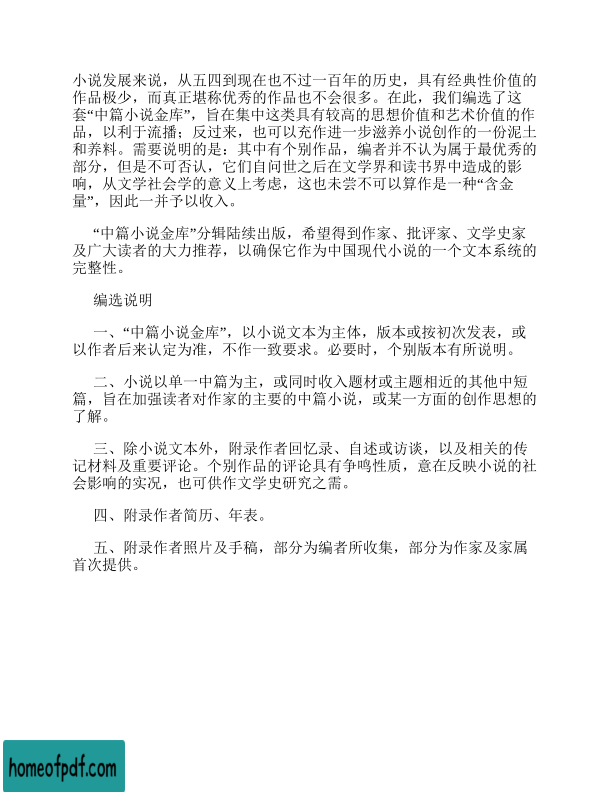 小说发展来说，从五四到现在也不过一百年的历史，具有经典性价值的
作品极少，而真正堪称优秀的作品也不会很多。在此，我们编选了这
套“中篇小说金库”，旨在集中这类具有较高的思想价值和艺术价值的作
品，以利于流播；反过来，也可以充作进一步滋养小说创作的一份泥土
和养料。需要说明的是：其中有个别作品，编者并不认为属于最优秀的
部分，但是不可否认，它们自问世之后在文学界和读书界中造成的影
响，从文学社会学的意义上考虑，这也未尝不可以算作是一种“含金
量”，因此一并予以收入。
“中篇小说金库”分辑陆续出版，希望得到作家、批评家、文学史家
及广大读者的大力推荐，以确保它作为中国现代小说的一个文本系统的
完整性。
编选说明
一、“中篇小说金库”，以小说文本为主体，版本或按初次发表，或
以作者后来认定为准，不作一致要求。必要时，个别版本有所说明。
二、小说以单一中篇为主，或同时收入题材或主题相近的其他中短
篇，旨在加强读者对作家的主要的中篇小说，或某一方面的创作思想的
了解。
三、除小说文本外，附录作者回忆录、自述或访谈，以及相关的传
记材料及重要评论。个别作品的评论具有争鸣性质，意在反映小说的社
会影响的实况，也可供作文学史研究之需。
四、附录作者简历、年表。
五、附录作者照片及手稿，部分为编者所收集，部分为作家及家属
首次提供。
homeofpdf.com